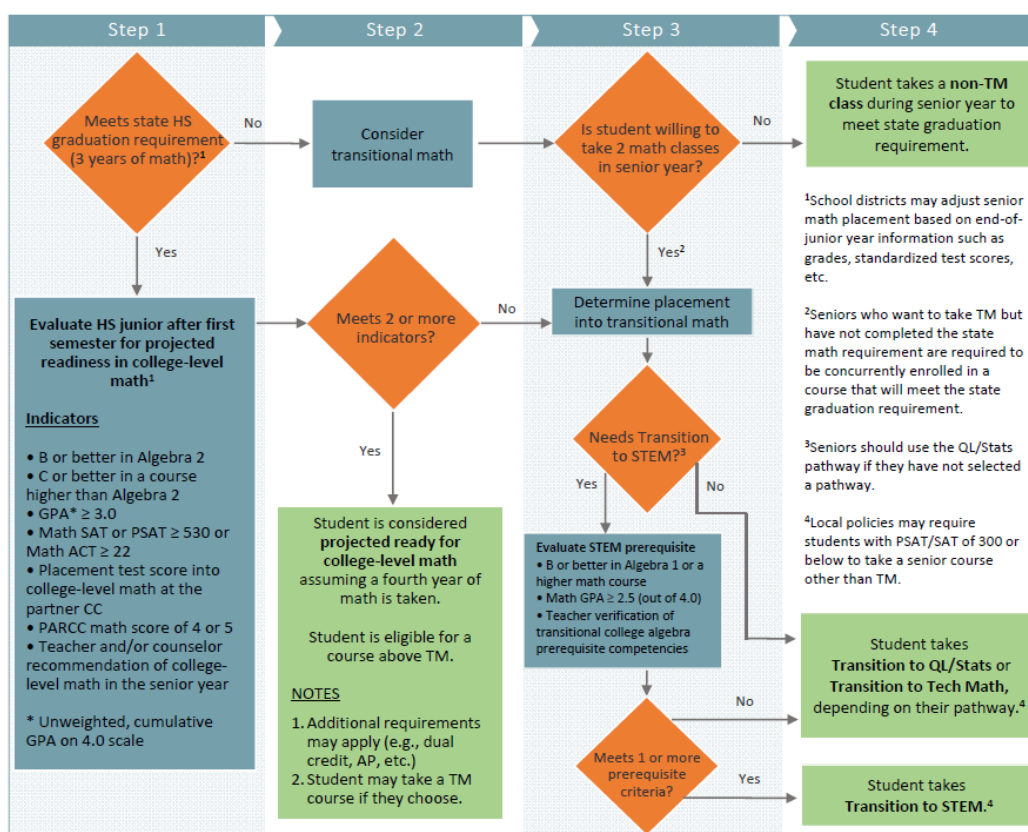 Step 1
Step 2
Step 3
Step 4
Meets state HS
graduation requirement
(3 years of math)?¹
No
Consider
transitional math
Is student willing to
take 2 math classes
in senior year?
No
Student takes a non-TM
class during senior year to
meet state graduation
requirement.
Yes
Yes²
Evaluate HS junior after first
semester for projected
readiness in college-level
math¹
Indicators
• B or better in Algebra 2
• C or better in a course
higher than Algebra 2
• GPA* ≥ 3.0
• Math SAT or PSAT ≥ 530 or
Math ACT ≥ 22
• Placement test score into
college-level math at the
partner CC
• PARCC math score of 4 or 5
• Teacher and/or counselor
recommendation of college-
level math in the senior year
* Unweighted, cumulative
GPA on 4.0 scale
Meets 2 or more
indicators?
No
Yes
Student is considered
projected ready for
college-level math
assuming a fourth year of
math is taken.
Student is eligible for a
course above TM.
NOTES
1. Additional requirements
may apply (e.g., dual
credit, AP, etc.)
2. Student may take a TM
course if they choose.
Determine placement
into transitional math
Needs Transition
to STEM?³
Yes
No
Evaluate STEM prerequisite
• B or better in Algebra 1 or a
higher math course
• Math GPA ≥ 2.5 (out of 4.0)
• Teacher verification of
transitional college algebra
prerequisite competencies
Meets 1 or more
prerequisite
criteria?
No
Yes
¹School districts may adjust senior
math placement based on end-of-
junior year information such as
grades, standardized test scores,
etc.
²Seniors who want to take TM but
have not completed the state
math requirement are required to
be concurrently enrolled in a
course that will meet the state
graduation requirement.
³Seniors should use the QL/Stats
pathway if they have not selected
a pathway.
⁴Local policies may require
students with PSAT/SAT of 300 or
below to take a senior course
other than TM.
Student takes
Transition to QL/Stats or
Transition to Tech Math,
depending on their pathway.⁴
Student takes
Transition to STEM.⁴